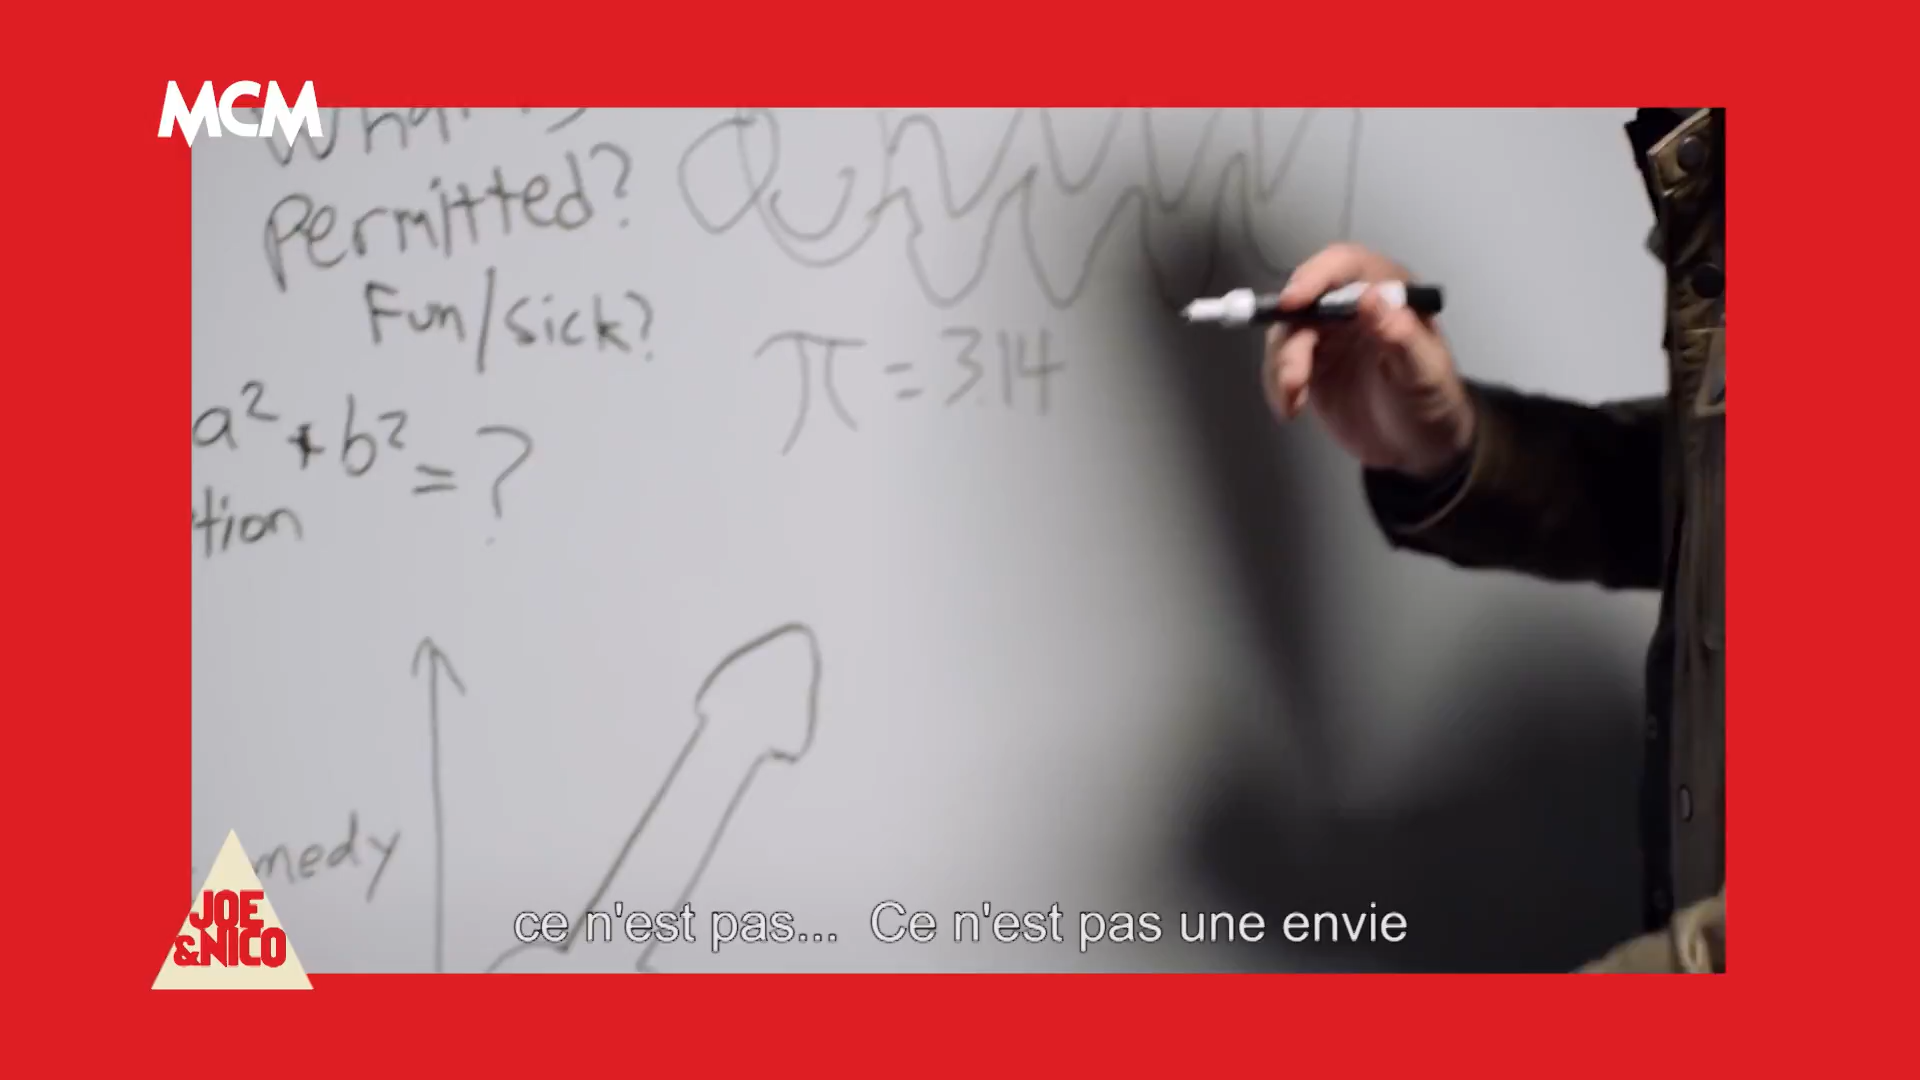 MCM
What is
Permitted?
Fun/sick?
π = 3.14
a² * b² = ?
tion
medy
JOE
&NICO
ce n'est pas... Ce n'est pas une envie